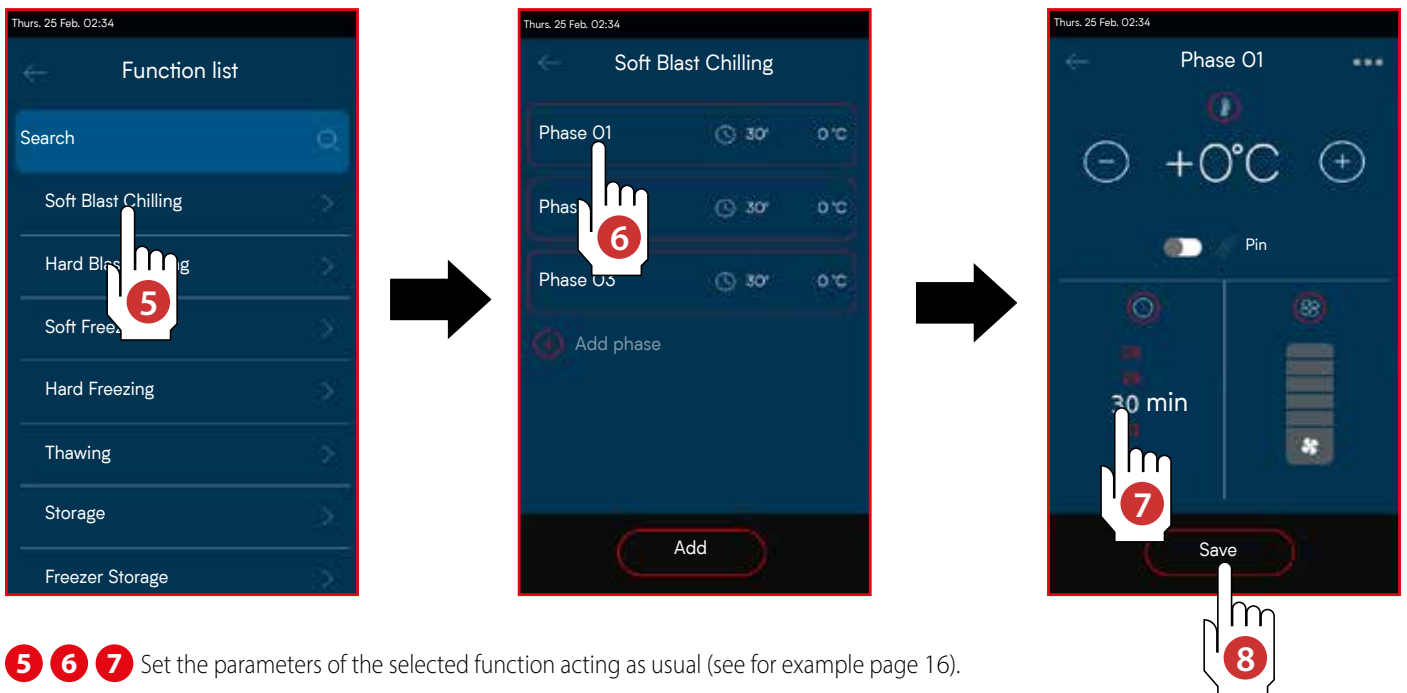 Thurs. 25 Feb. 02:34
Function list
Search
Soft Blast Chilling
Hard Blas g
5
Soft Free
Hard Freezing
Thawing
Storage
Freezer Storage
Thurs. 25 Feb. 02:34
Soft Blast Chilling
Phase 01 30' 0 °C
Phas 30' 0 °C
6
Phase 03 30' 0 °C
Add phase
Add
Thurs. 25 Feb. 02:34
Phase 01
+0°C
Pin
30 min
7
Save
8
5 6 7 Set the parameters of the selected function acting as usual (see for example page 16).